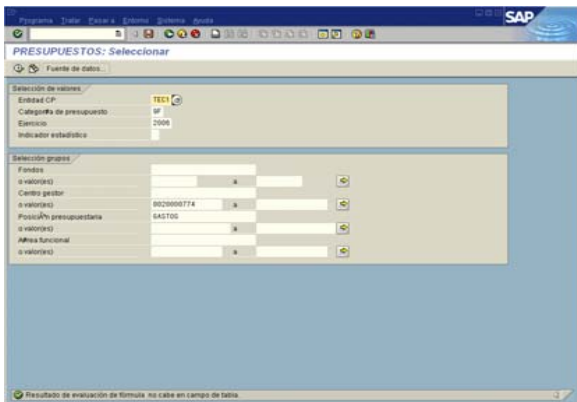 Programa Tratar Pasar a Entorno Sistema Ayuda
SAP
PRESUPUESTOS: Seleccionar
Fuente de datos...
Selección de valores
Entidad CP TEC1
Categor#a de presupuesto 9F
Ejercicio 2006
Indicador estadístico
Selección grupos
Fondos
o valor(es) a
Centro gestor
o valor(es) 0020000774 a
Posición presupuestaria GASTOS
o valor(es) a
funcional
o valor(es) a
Resultado de evaluación de fórmula no cabe en campo de tabla.